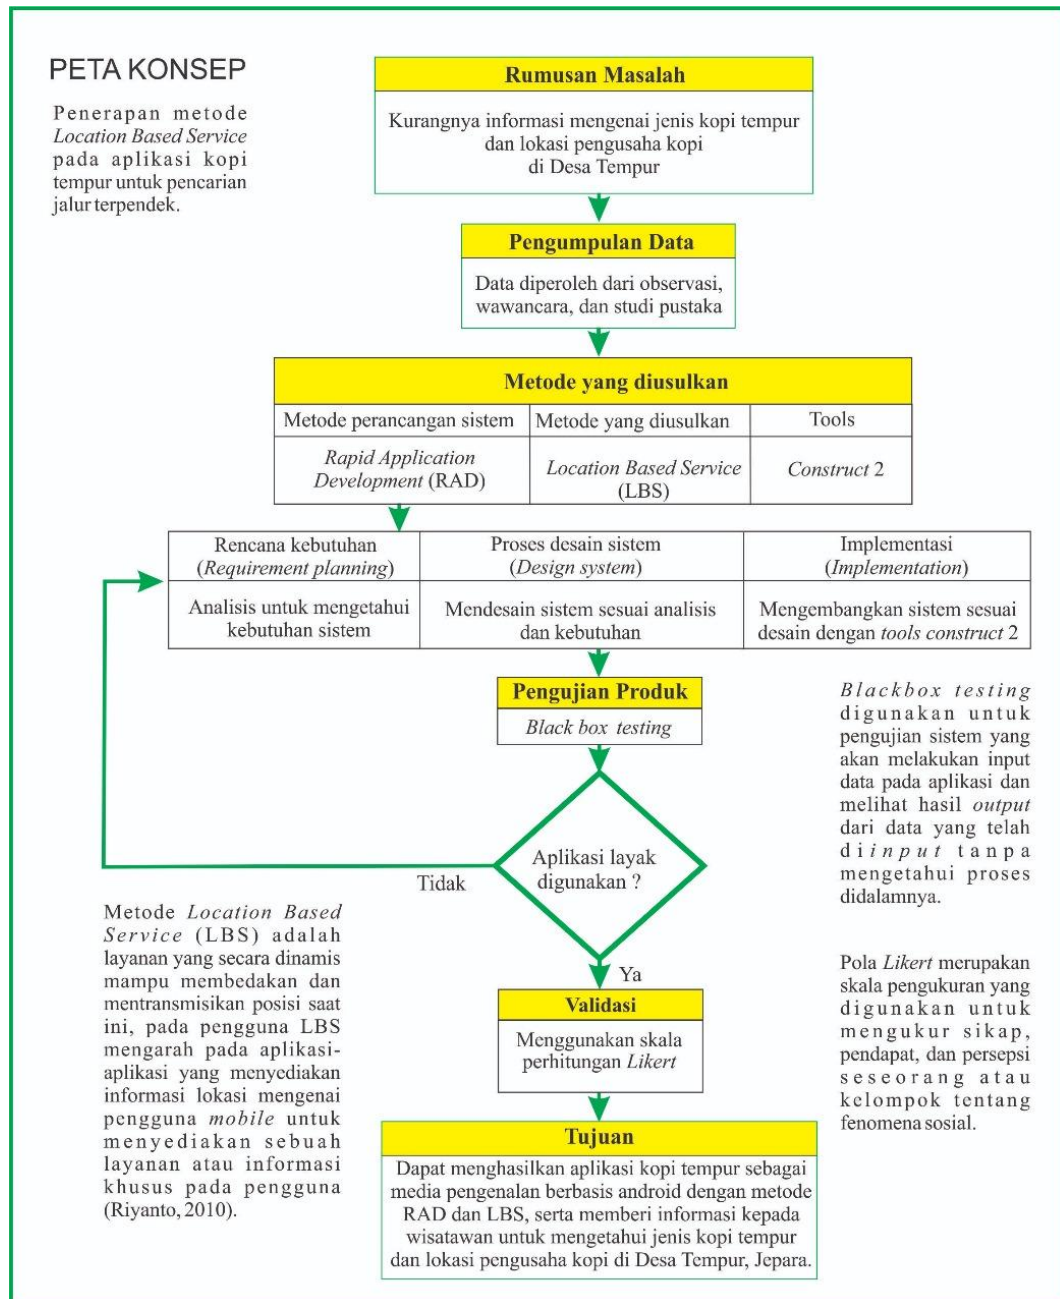 PETA KONSEP
Penerapan metode
Location Based Service
pada aplikasi kopi
tempur untuk pencarian
jalur terpendek.
Rumusan Masalah
Kurangnya informasi mengenai jenis kopi tempur
dan lokasi pengusaha kopi
di Desa Tempur
Pengumpulan Data
Data diperoleh dari observasi,
wawancara, dan studi pustaka
Metode yang diusulkan
Metode perancangan sistem
Rapid Application
Development (RAD)
Metode yang diusulkan
Location Based Service
(LBS)
Tools
Construct 2
Rencana kebutuhan
(Requirement planning)
Analisis untuk mengetahui
kebutuhan sistem
Proses desain sistem
(Design system)
Mendesain sistem sesuai analisis
dan kebutuhan
Implementasi
(Implementation)
Mengembangkan sistem sesuai
desain dengan tools construct 2
Pengujian Produk
Black box testing
Blackbox testing
digunakan untuk
pengujian sistem yang
akan melakukan input
data pada aplikasi dan
melihat hasil output
dari data yang telah
diinput tanpa
mengetahui proses
didalamnya.
Aplikasi layak
digunakan ?
Tidak
Ya
Metode Location Based
Service (LBS) adalah
layanan yang secara dinamis
mampu membedakan dan
mentransmisikan posisi saat
ini, pada pengguna LBS
mengarah pada aplikasi-
aplikasi yang menyediakan
informasi lokasi mengenai
pengguna mobile untuk
menyediakan sebuah
layanan atau informasi
khusus pada pengguna
(Riyanto, 2010).
Validasi
Menggunakan skala
perhitungan Likert
Pola Likert merupakan
skala pengukuran yang
digunakan untuk
mengukur sikap,
pendapat, dan persepsi
seseorang atau
kelompok tentang
fenomena sosial.
Tujuan
Dapat menghasilkan aplikasi kopi tempur sebagai
media pengenalan berbasis android dengan metode
RAD dan LBS, serta memberi informasi kepada
wisatawan untuk mengetahui jenis kopi tempur
dan lokasi pengusaha kopi di Desa Tempur, Jepara.